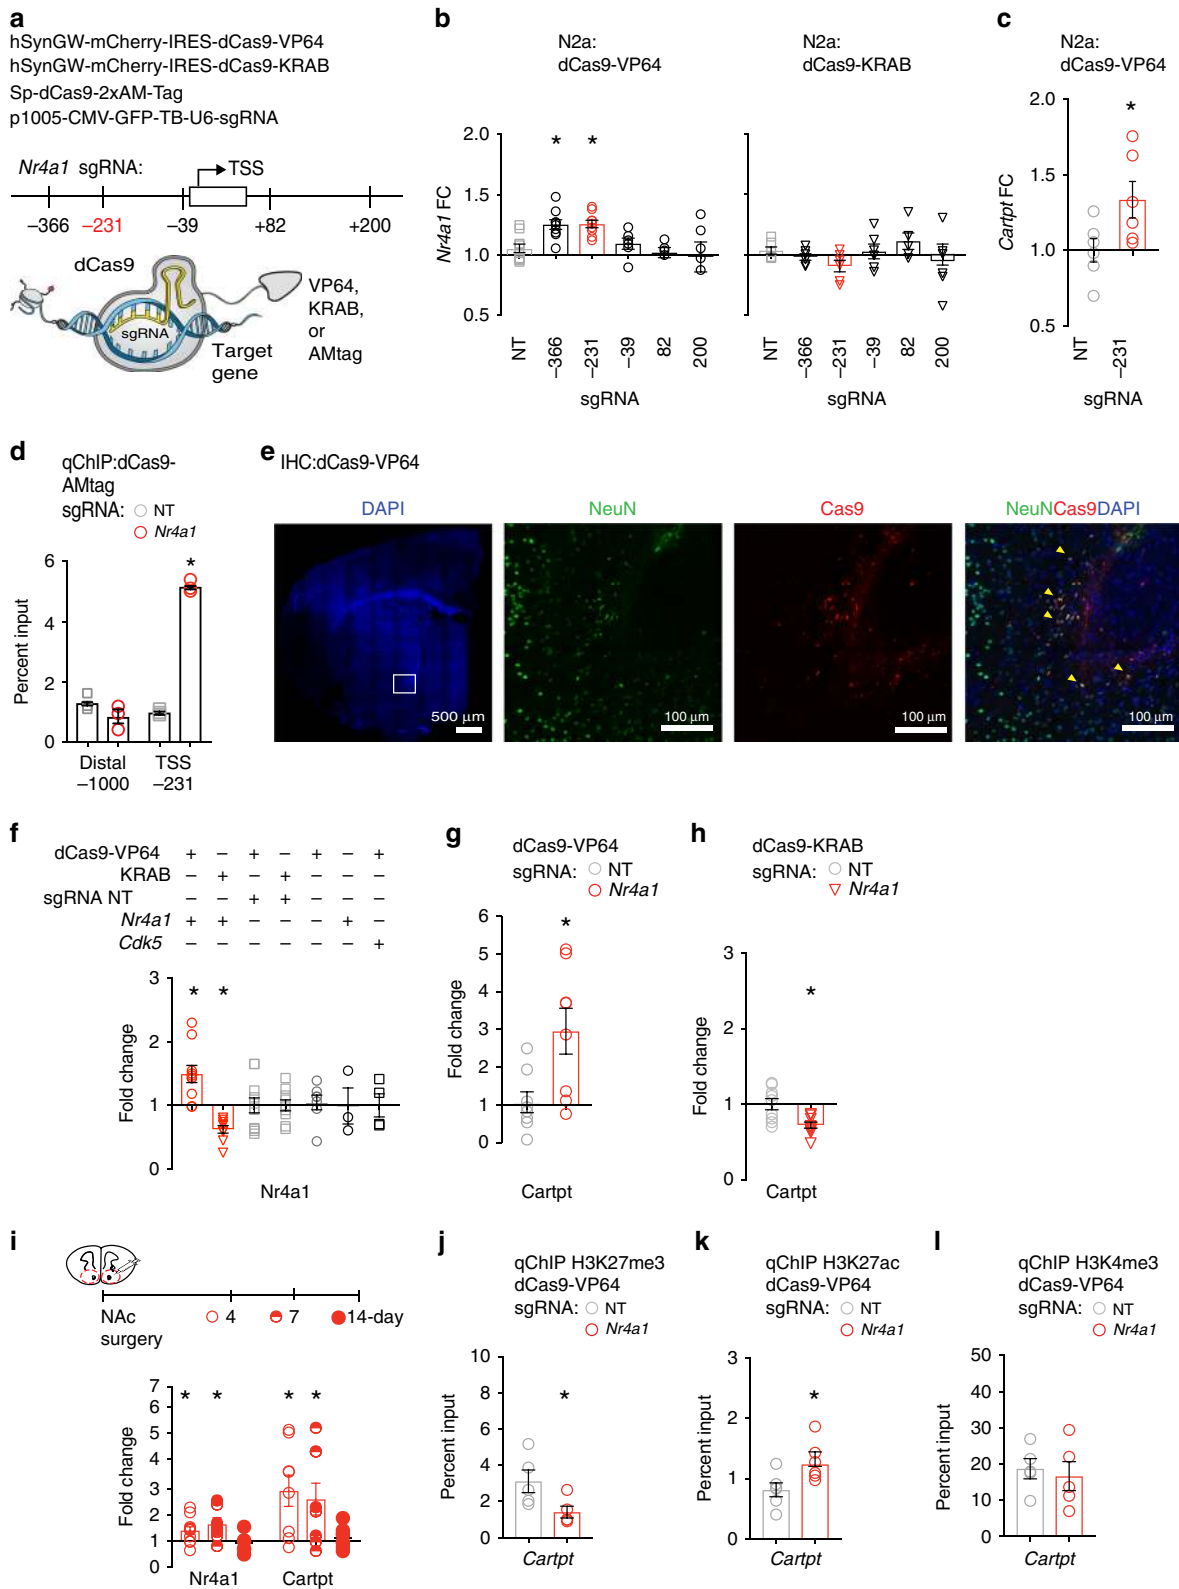 a
hSynGW-mCherry-IRES-dCas9-VP64
hSynGW-mCherry-IRES-dCas9-KRAB
Sp-dCas9-2xAM-Tag
p1005-CMV-GFP-TB-U6-sgRNA
Nr4a1 sgRNA:
TSS
–366 –231 –39 +82 +200
dCas9
sgRNA
VP64,
KRAB,
or
AMtag
Target
gene
b
N2a:
dCas9-VP64
N2a:
dCas9-KRAB
Nr4a1 FC
2.0
1.5
1.0
0.5
* *
NT –366 –231 –39 82 200
sgRNA
NT –366 –231 –39 82 200
sgRNA
c
N2a:
dCas9-VP64
Cartpt FC
2.0
1.5
1.0
0.5
*
NT –231
sgRNA
d
qChIP:dCas9-
AMtag
sgRNA: NT
Nr4a1
Percent input
6
4
2
0
*
Distal
–1000
TSS
–231
e
IHC:dCas9-VP64
DAPI
NeuN
Cas9
NeuNCas9DAPI
500 µm
100 µm
100 µm
100 µm
f
dCas9-VP64 + – + – + – +
KRAB – + – + – – –
sgRNA NT – – + + – – –
Nr4a1 + + – – – + –
Cdk5 – – – – – – +
Fold change
3
2
1
0
* *
Nr4a1
g
dCas9-VP64
sgRNA: NT
Nr4a1
Fold change
6
5
4
3
2
1
0
*
Cartpt
h
dCas9-KRAB
sgRNA: NT
Nr4a1
Fold change
3
2
1
0
*
Cartpt
i
NAc
surgery
4 7 14-day
Fold change
7
5
3
2
1
0
* * * *
Nr4a1 Cartpt
j
qChIP H3K27me3
dCas9-VP64
sgRNA: NT
Nr4a1
Percent input
10
8
6
4
2
0
*
Cartpt
k
qChIP H3K27ac
dCas9-VP64
sgRNA: NT
Nr4a1
Percent input
3
2
1
0
*
Cartpt
l
qChIP H3K4me3
dCas9-VP64
sgRNA: NT
Nr4a1
Percent input
50
40
30
20
10
0
Cartpt